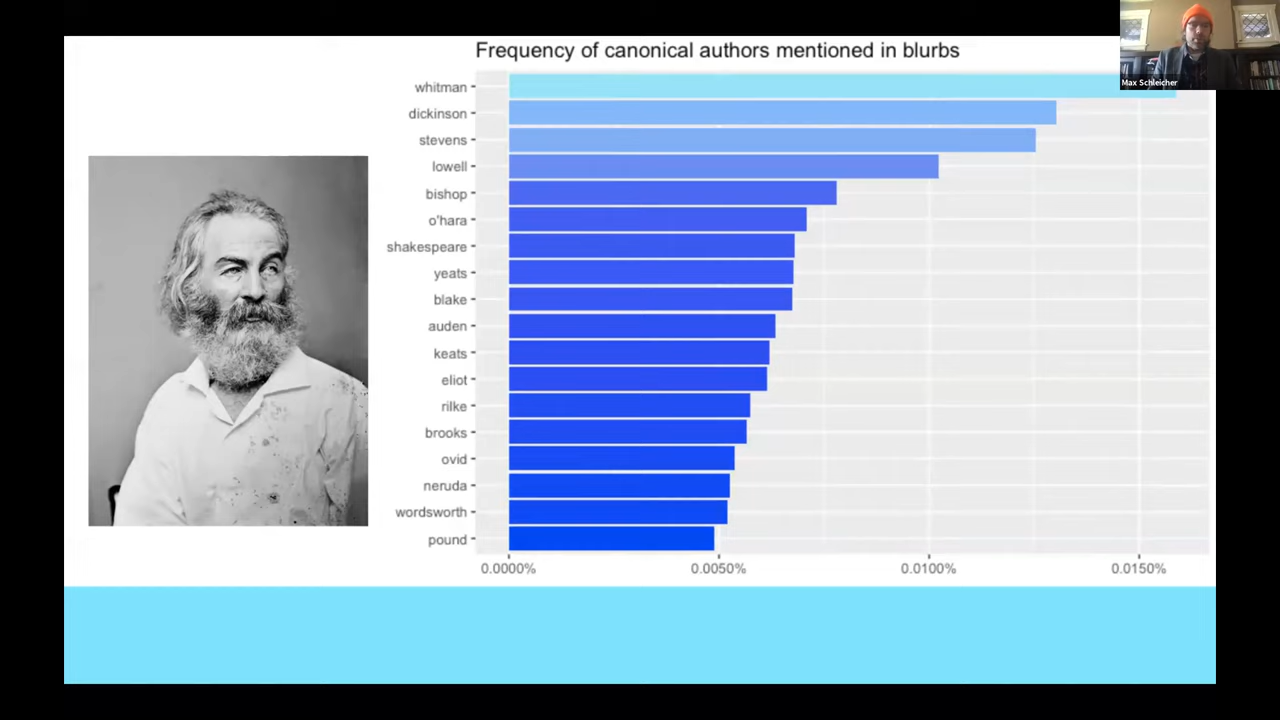 Frequency of canonical authors mentioned in blurbs
Max Schleicher
whitman
dickinson
stevens
lowell
bishop
o'hara
shakespeare
yeats
blake
auden
keats
eliot
rilke
brooks
ovid
neruda
wordsworth
pound
0.0000% 0.0050% 0.0100% 0.0150%